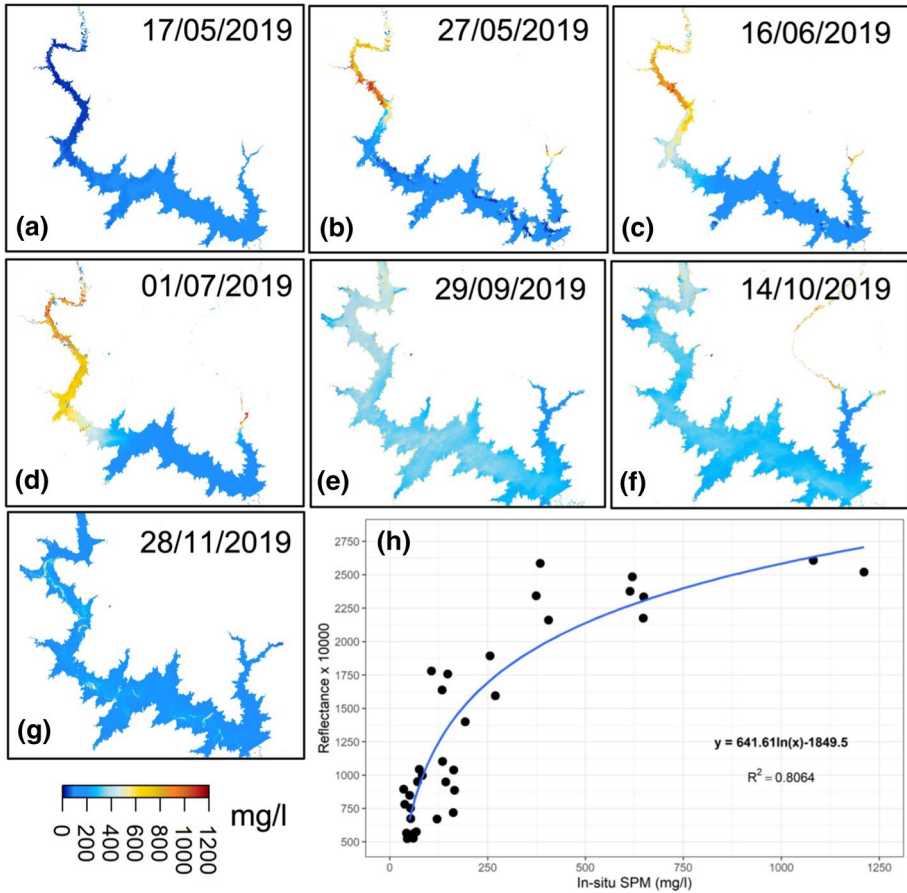 17/05/2019
(a)
27/05/2019
(b)
16/06/2019
(c)
01/07/2019
(d)
29/09/2019
(e)
14/10/2019
(f)
28/11/2019
(g)
0
200
400
600
800
1000
1200
mg/l
(h)
Reflectance x 10000
2750
2500
2250
2000
1750
1500
1250
1000
750
500
y = 641.61ln(x)-1849.5
R² = 0.8064
0 250 500 750 1000 1250
In-situ SPM (mg/l)